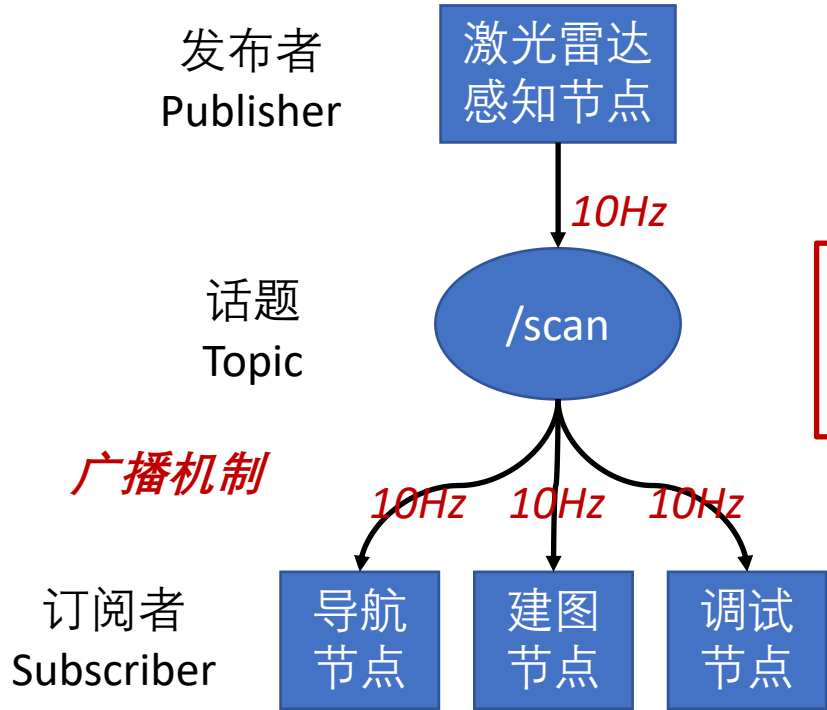 发布者
Publisher
激光雷达
感知节点
10Hz
话题
Topic
/scan
广播机制
10Hz 10Hz 10Hz
订阅者
Subscriber
导航
节点
建图
节点
调试
节点